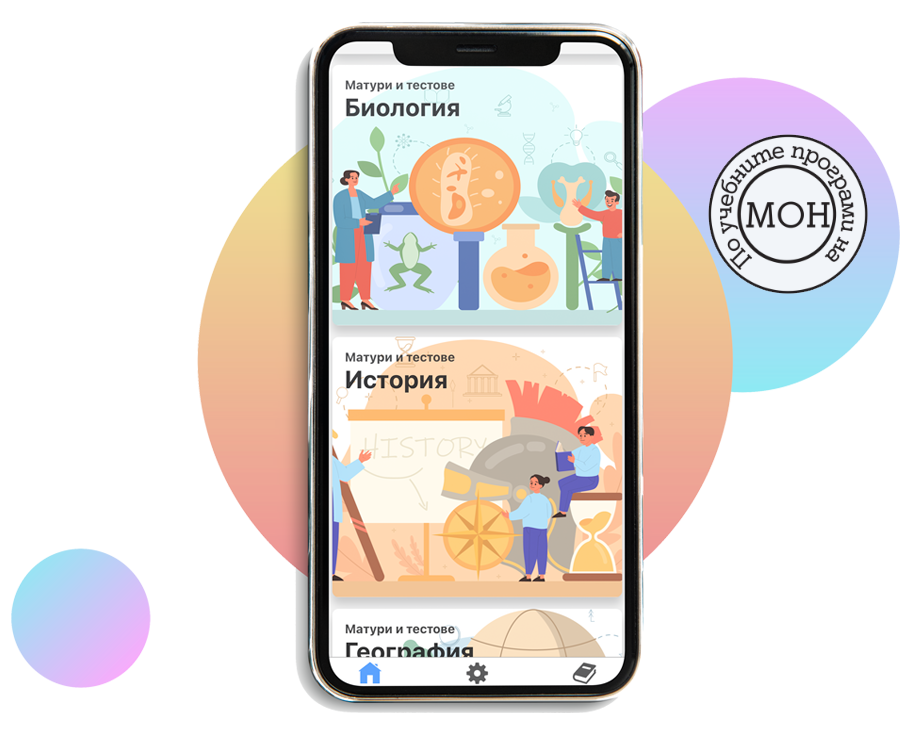 Матури и тестове
Биология
Матури и тестове
История
HISTORY
Матури и тестове
География
По учебните програми на
МОН